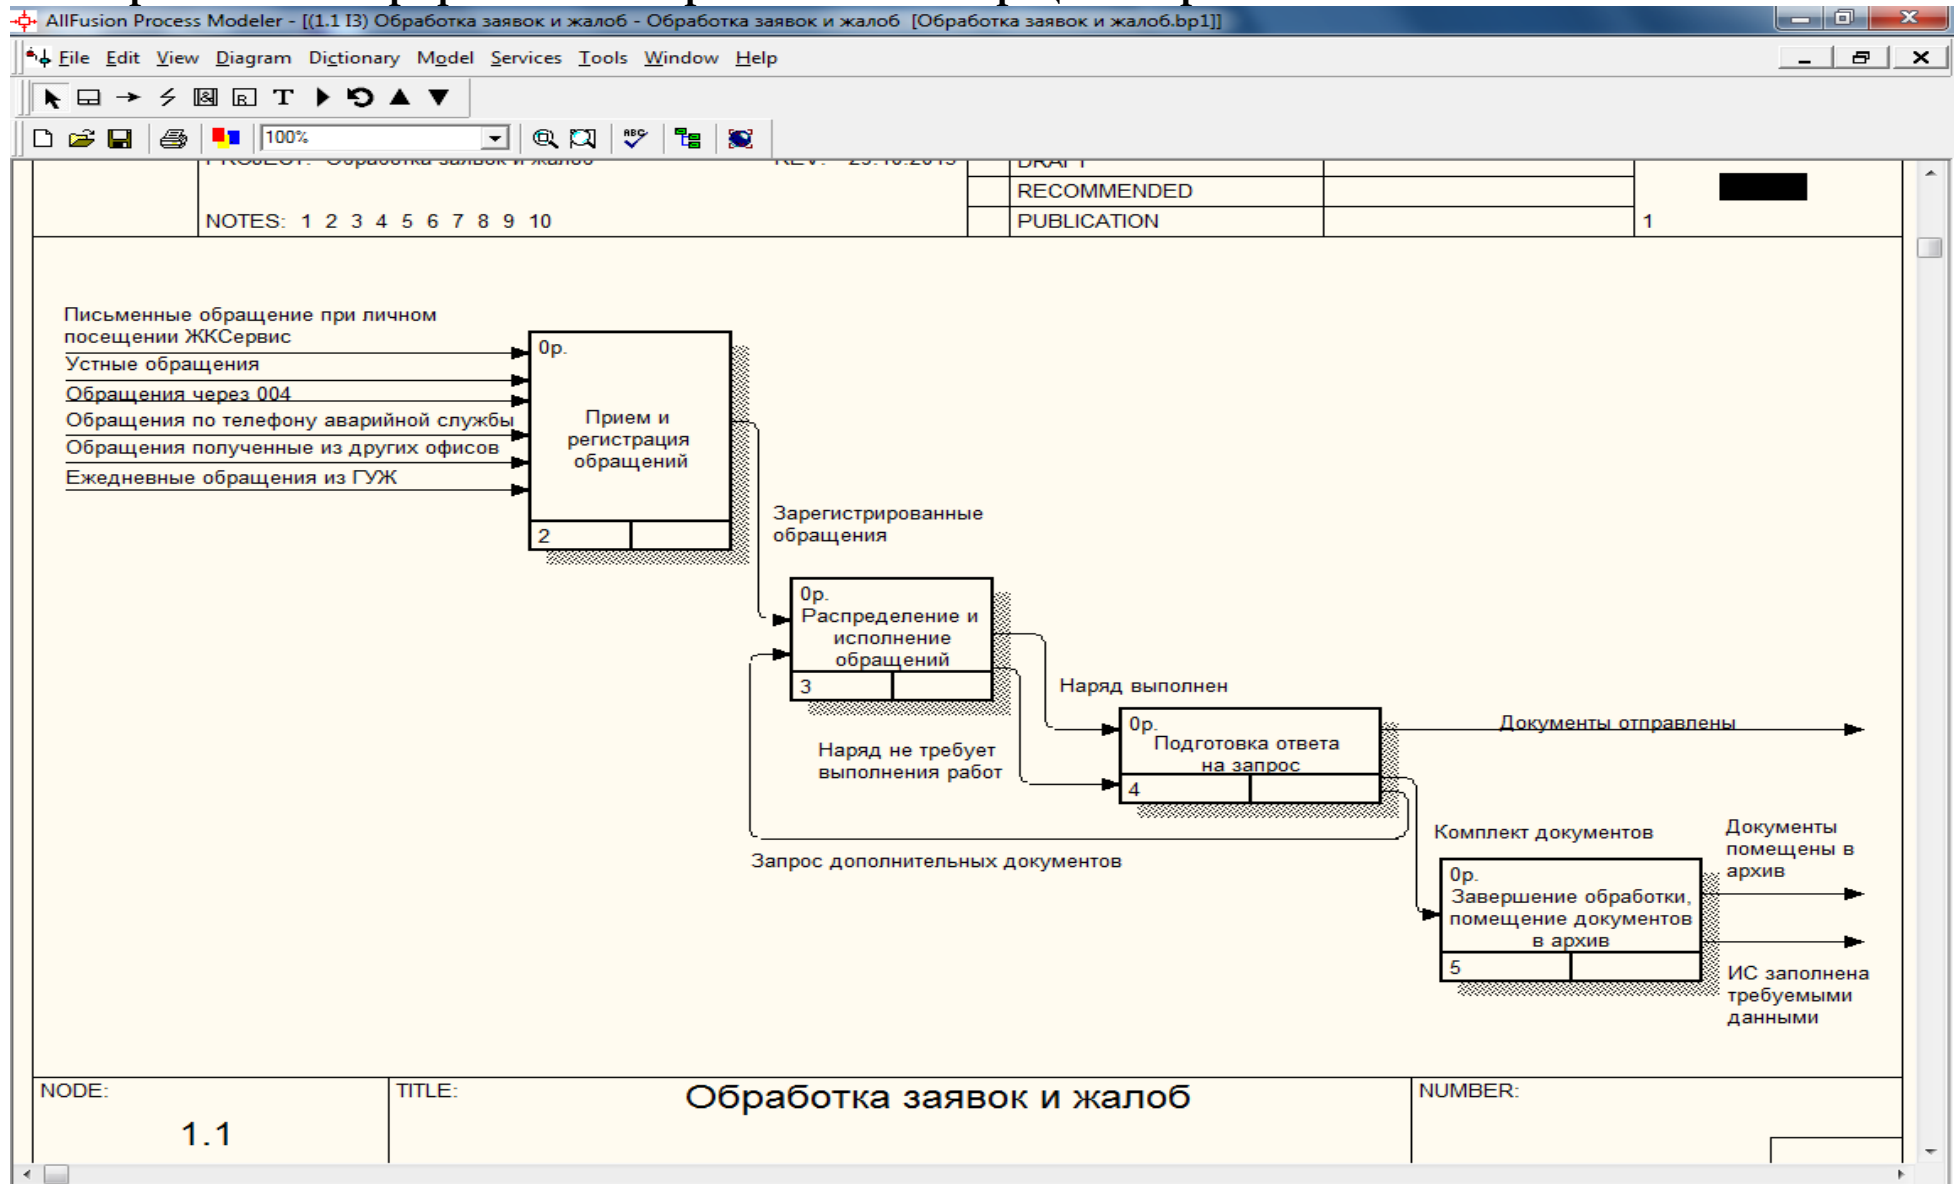 AllFusion Process Modeler - [(1.1 I3) Обработка заявок и жалоб - Обработка заявок и жалоб  [Обработка заявок и жалоб.bp1]]
File Edit View Diagram Dictionary Model Services Tools Window Help
100%
PROJECT: Обработка заявок и жалоб
DRAFT
RECOMMENDED
NOTES: 1 2 3 4 5 6 7 8 9 10
PUBLICATION
1
Письменные обращение при личном
посещении ЖКСервис
Устные обращения
Обращения через 004
Обращения по телефону аварийной службы
Обращения полученные из других офисов
Ежедневные обращения из ГУЖ
0р.
Прием и
регистрация
обращений
2
Зарегистрированные
обращения
0р.
Распределение и
исполнение
обращений
3
Наряд выполнен
Наряд не требует
выполнения работ
0р.
Подготовка ответа
на запрос
4
Документы отправлены
Запрос дополнительных документов
Комплект документов
0р.
Завершение обработки,
помещение документов
в архив
5
Документы
помещены в
архив
ИС заполнена
требуемыми
данными
NODE:
1.1
TITLE:
Обработка заявок и жалоб
NUMBER: